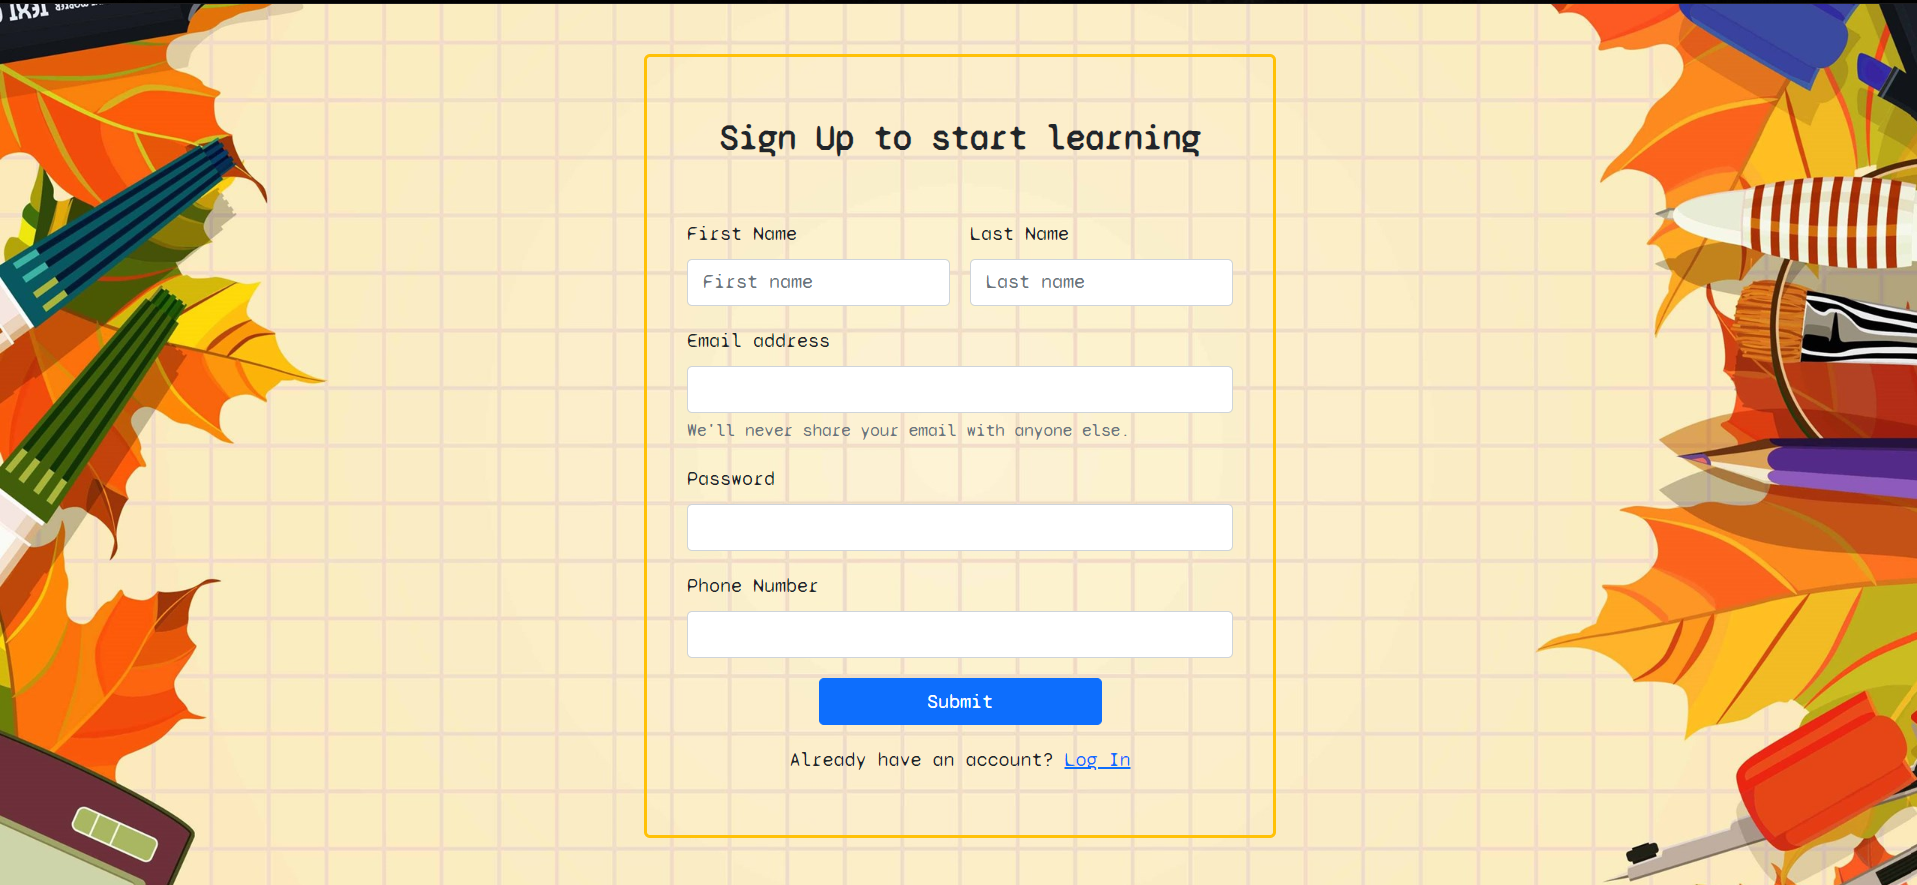 Sign Up to start learning
First Name Last Name
First name Last name
Email address
We'll never share your email with anyone else.
Password
Phone Number
Submit
Already have an account? Log In